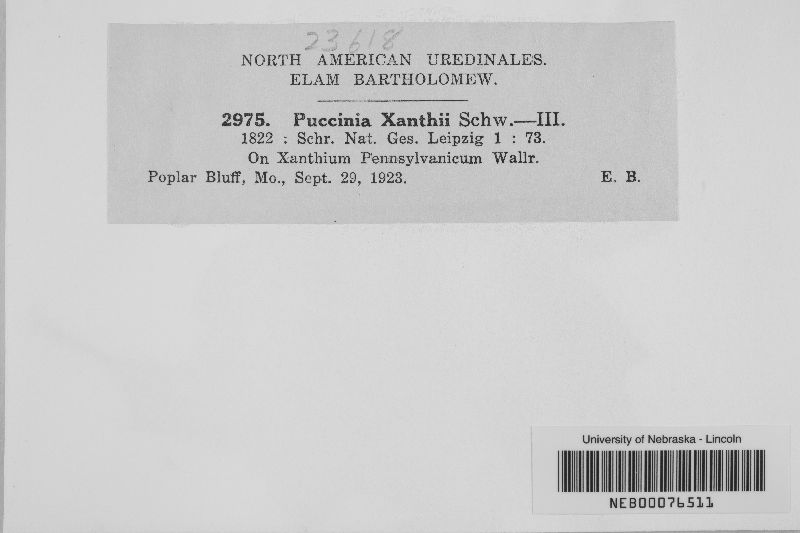 23618
NORTH AMERICAN UREDINALES.
ELAM BARTHOLOMEW.
2975. Puccinia Xanthii Schw.—III.
1822 : Schr. Nat. Ges. Leipzig 1 : 73.
On Xanthium Pennsylvanicum Wallr.
Poplar Bluff, Mo., Sept. 29, 1923. E. B.
University of Nebraska - Lincoln
NEB00076511